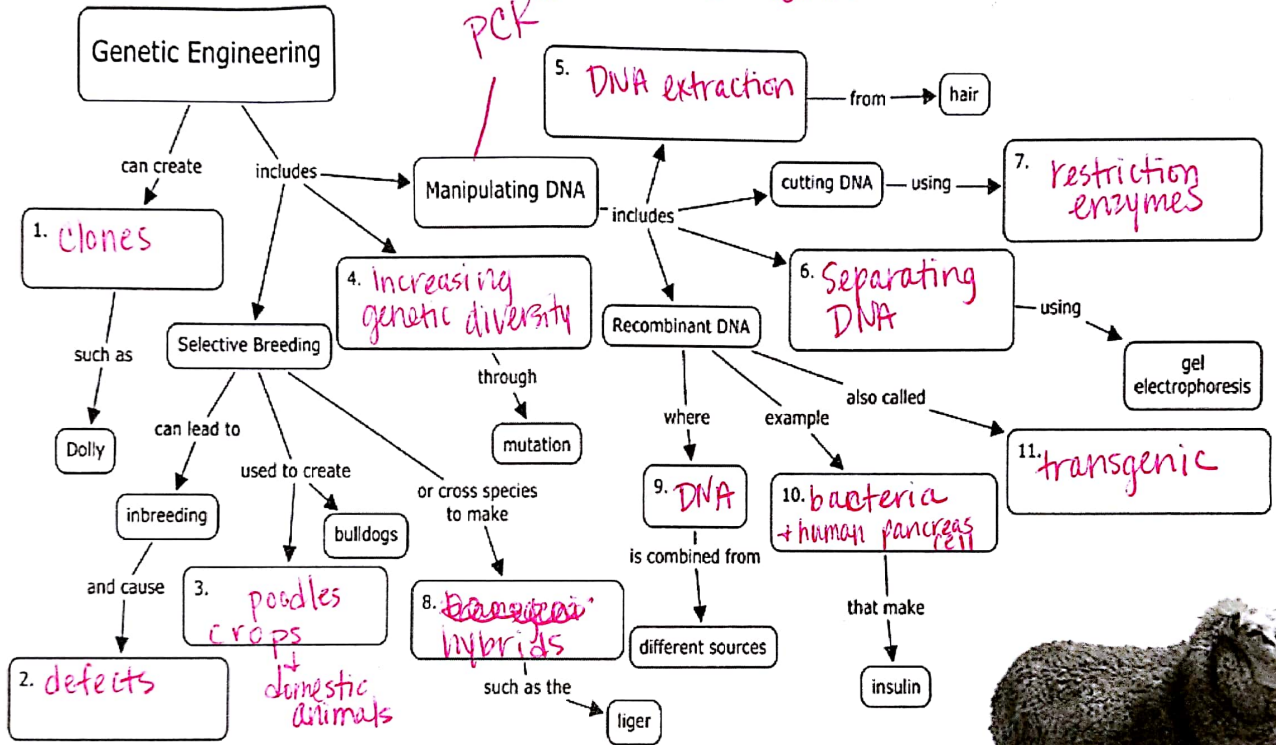 PCR
Genetic Engineering
5. DNA extraction
from
hair
can create
includes
Manipulating DNA
includes
cutting DNA
using
7. restriction
enzymes
1. clones
4. increasing
genetic diversity
6. Separating
DNA
using
gel
electrophoresis
Selective Breeding
Recombinant DNA
such as
through
where
example
also called
Dolly
can lead to
mutation
used to create
or cross species
to make
9. DNA
10. bacteria
+ human pancreas
cell
11. transgenic
inbreeding
bulldogs
is combined from
and cause
3. poodles
crops
domestic
animals
8.
hybrids
that make
different sources
2. defects
such as the
liger
insulin